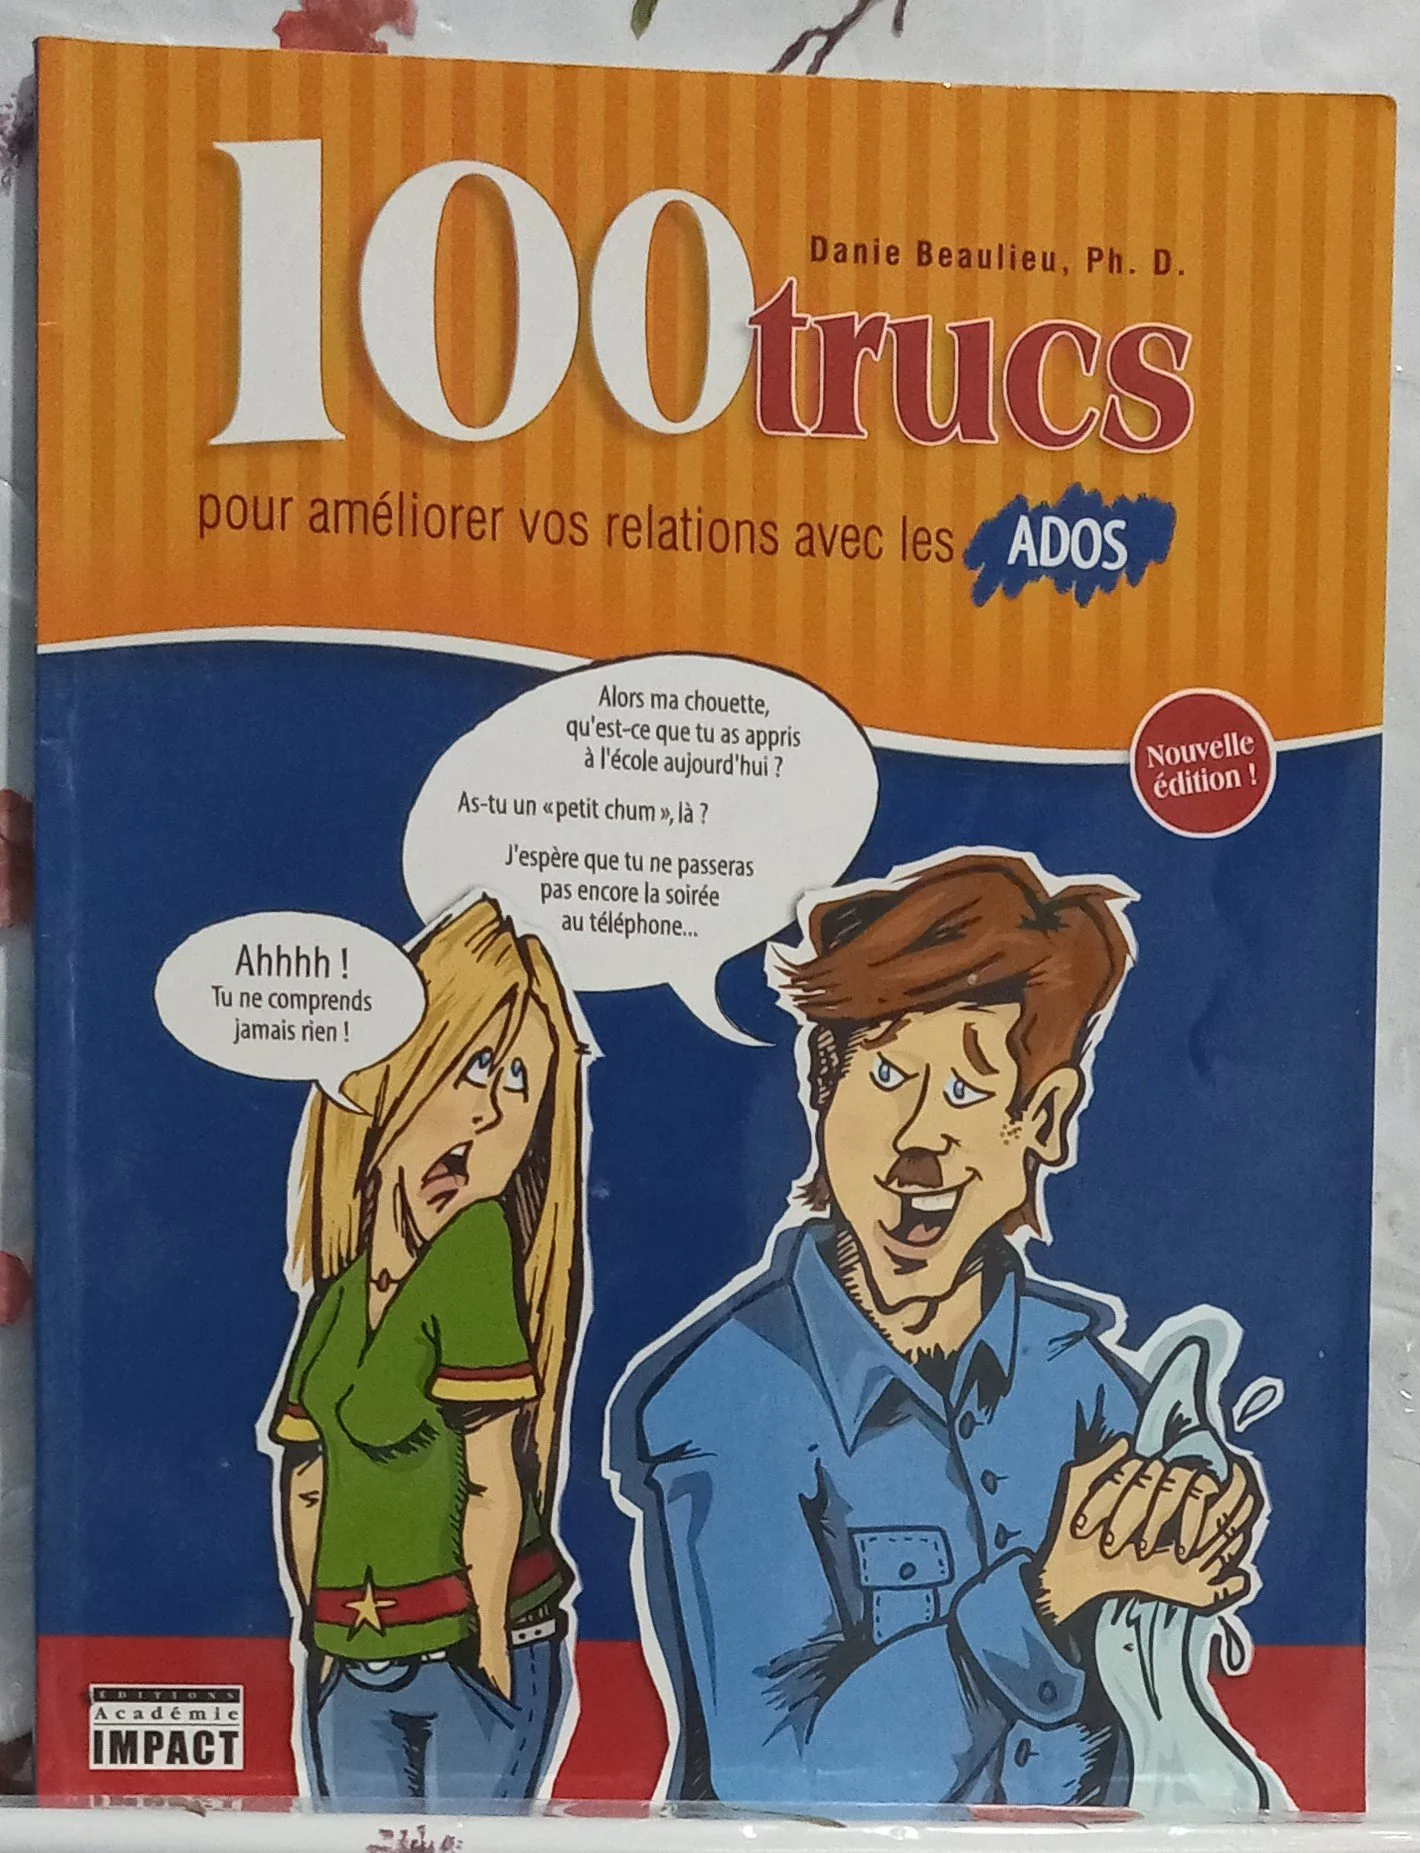 Danie Beaulieu, Ph. D.
100 trucs
pour améliorer vos relations avec les ADOS
Nouvelle
édition !
Alors ma chouette,
qu'est-ce que tu as appris
à l'école aujourd'hui ?
As-tu un «petit chum», là ?
J'espère que tu ne passeras
pas encore la soirée
au téléphone...
Ahhhh !
Tu ne comprends
jamais rien !
EDITIONS
Académie
IMPACT